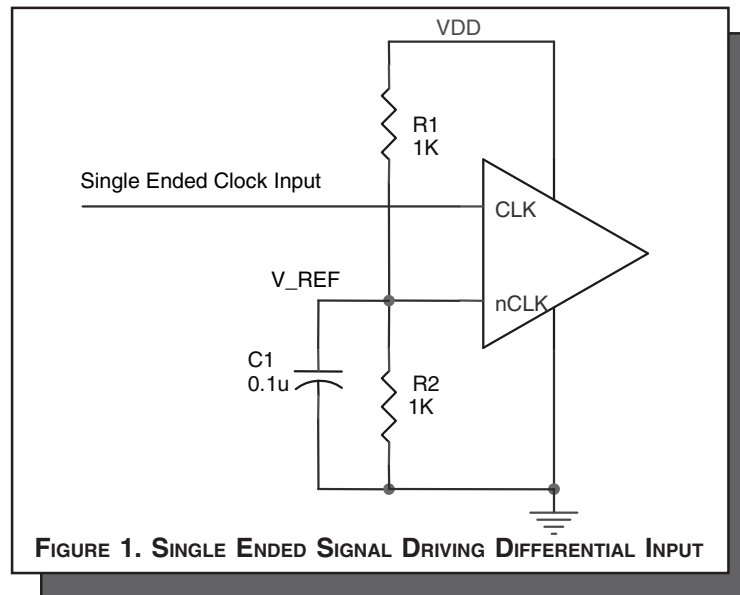 VDD
R1
1K
Single Ended Clock Input
CLK
V_REF
nCLK
C1
0.1u
R2
1K
FIGURE 1. SINGLE ENDED SIGNAL DRIVING DIFFERENTIAL INPUT